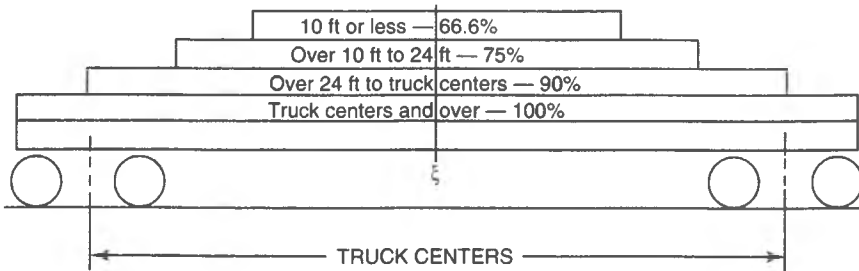 10 ft or less — 66.6%
Over 10 ft to 24 ft — 75%
Over 24 ft to truck centers — 90%
Truck centers and over — 100%
ξ
TRUCK CENTERS